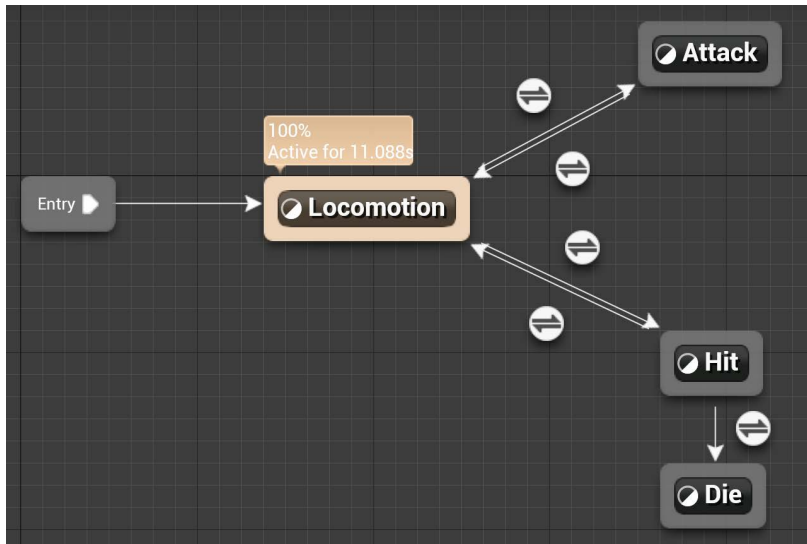 Attack
100%
Active for 11.088s
Entry
Locomotion
Hit
Die